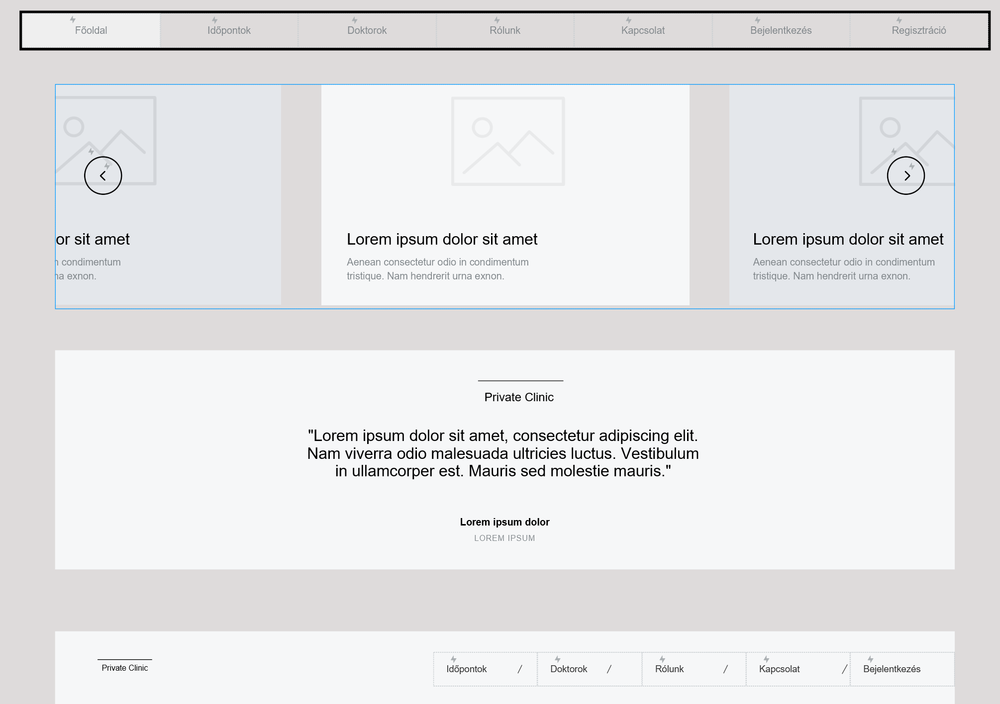 Főoldal Időpontok Doktorok Rólunk Kapcsolat Bejelentkezés Regisztráció
or sit amet
condimentum
na exnon.
Lorem ipsum dolor sit amet
Aenean consectetur odio in condimentum
tristique. Nam hendrerit urna exnon.
Lorem ipsum dolor sit amet
Aenean consectetur odio in condimentum
tristique. Nam hendrerit urna exnon.
Private Clinic
"Lorem ipsum dolor sit amet, consectetur adipiscing elit.
Nam viverra odio malesuada ultricies luctus. Vestibulum
in ullamcorper est. Mauris sed molestie mauris."
Lorem ipsum dolor
LOREM IPSUM
Private Clinic
Időpontok / Doktorok / Rólunk / Kapcsolat / Bejelentkezés